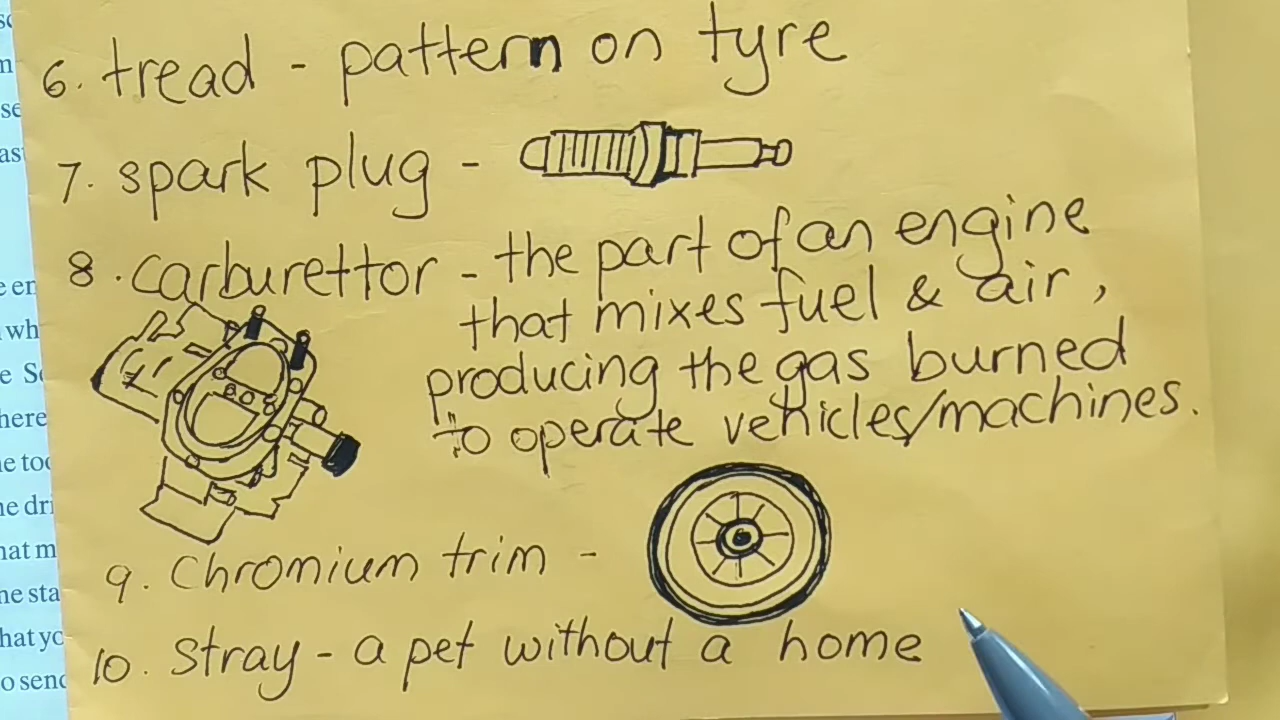 6. tread - pattern on tyre
7. spark plug -
8. carburettor - the part of an engine
that mixes fuel & air,
producing the gas burned
to operate vehicles/machines.
9. Chromium trim -
10. Stray - a pet without a home